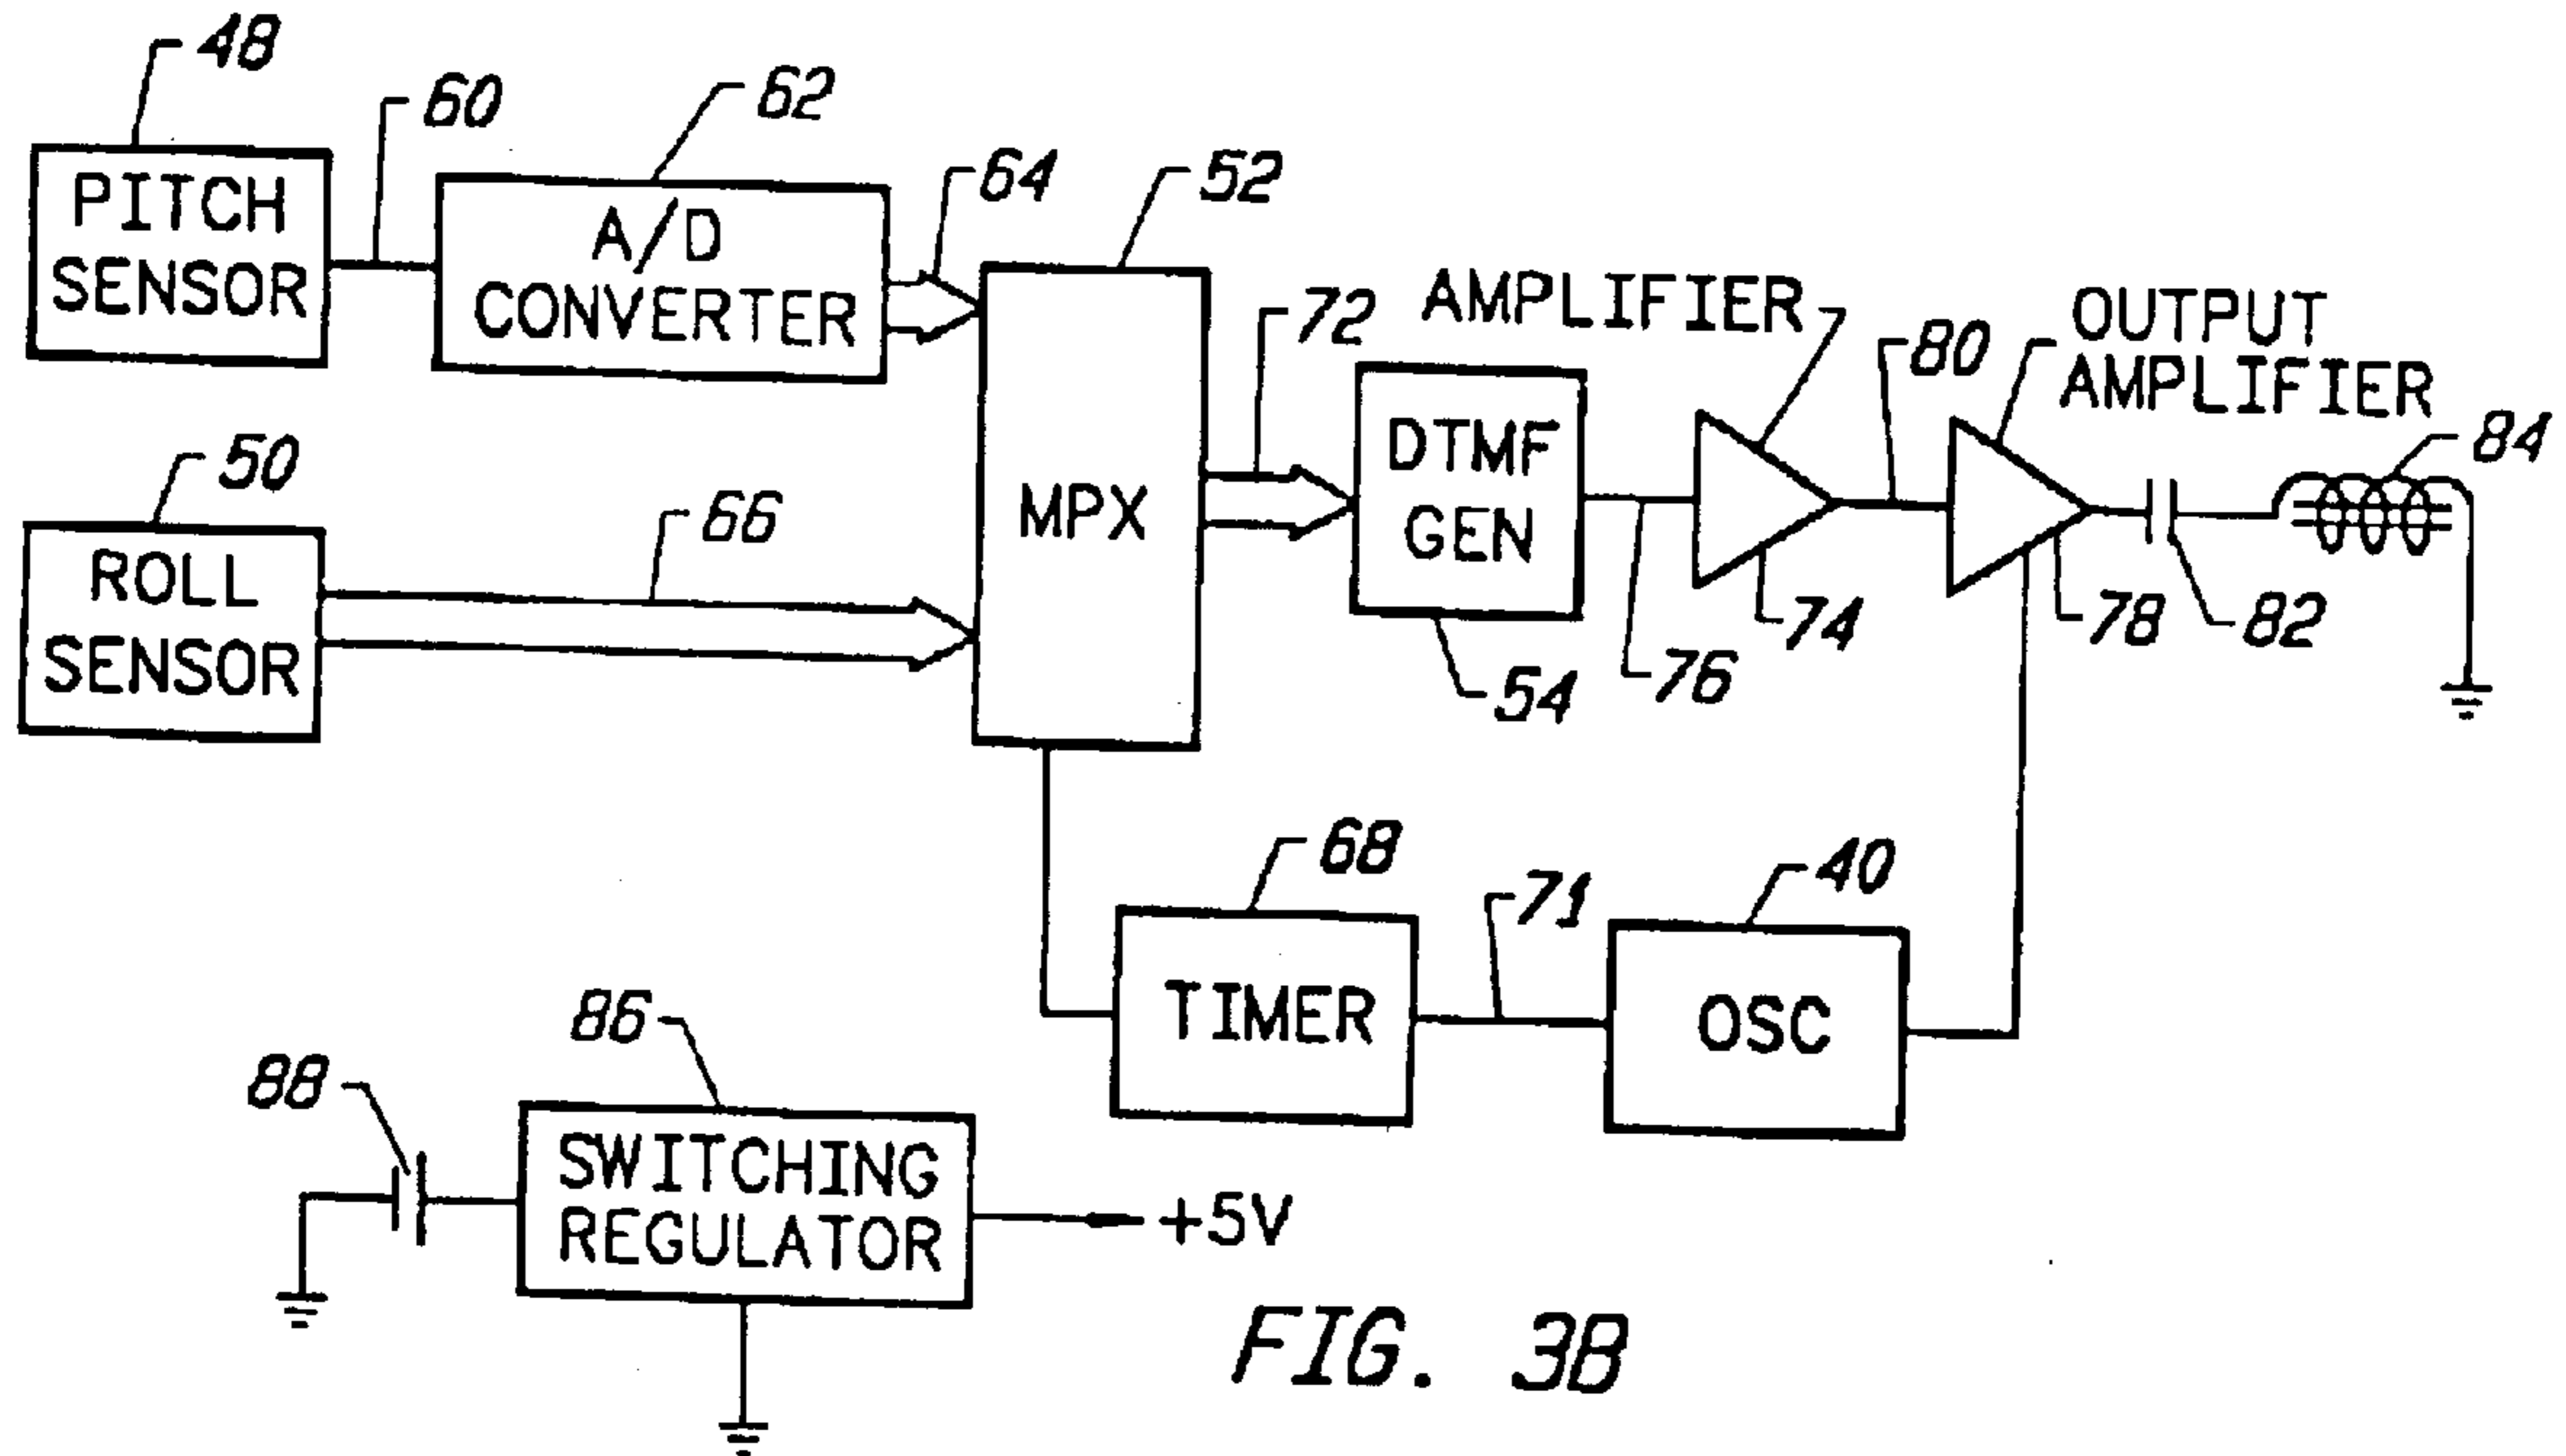 48
60
62
64
52
PITCH
SENSOR
A/D
CONVERTER
72
AMPLIFIER
80
OUTPUT
AMPLIFIER
84
50
66
ROLL
SENSOR
MPX
DTMF
GEN
74
78
82
76
54
68
71
40
TIMER
OSC
86
88
SWITCHING
REGULATOR
+5V
FIG. 3B